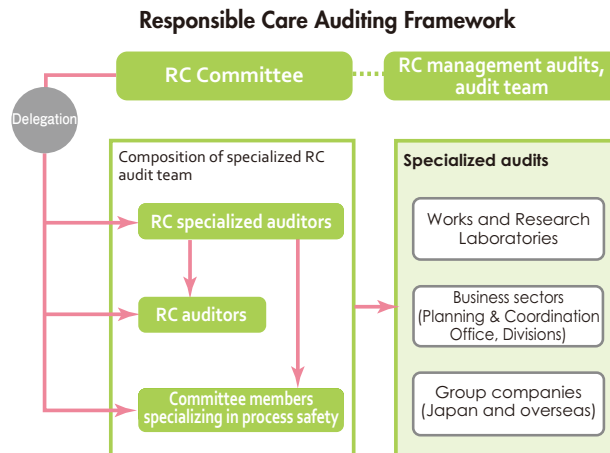 Responsible Care Auditing Framework
RC Committee
RC management audits,
audit team
Delegation
Composition of specialized RC
audit team
RC specialized auditors
RC auditors
Committee members
specializing in process safety
Specialized audits
Works and Research
Laboratories
Business sectors
(Planning & Coordination
Office, Divisions)
Group companies
(Japan and overseas)